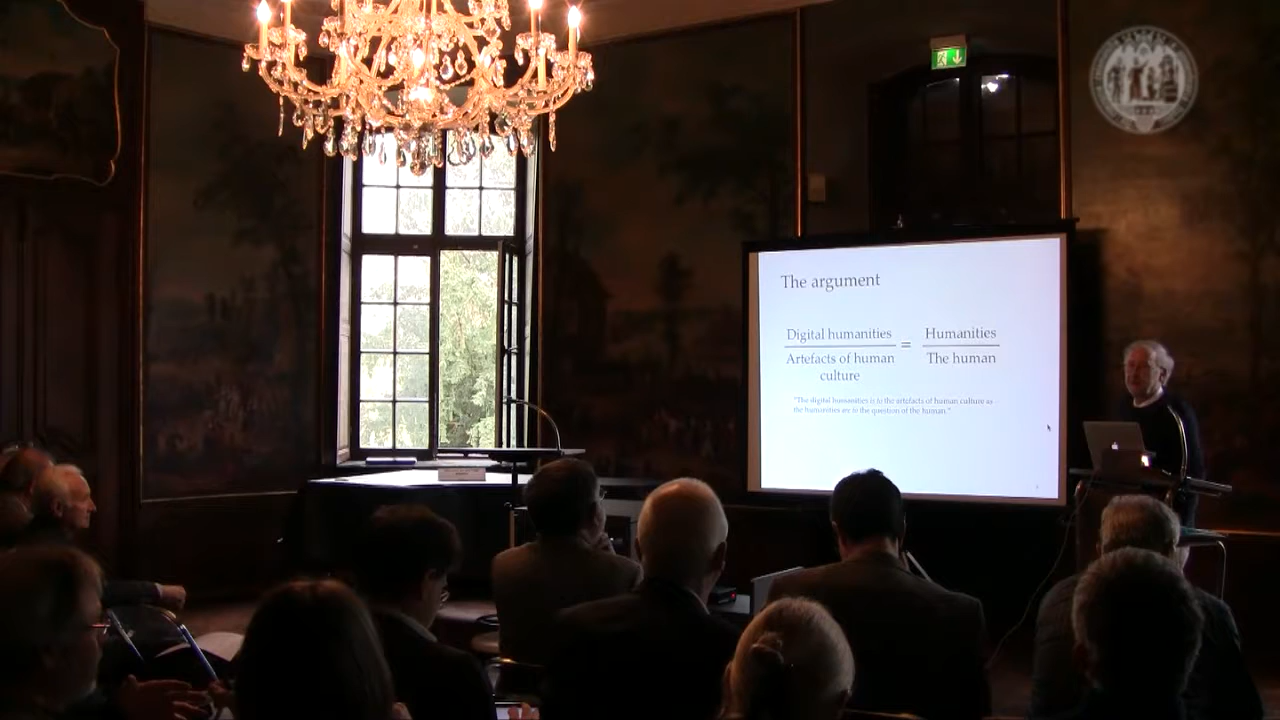 The argument
Digital humanities
Artefacts of human
culture
=
Humanities
The human
"The digital humanities is to the artefacts of human culture as
the humanities are to the question of the human."